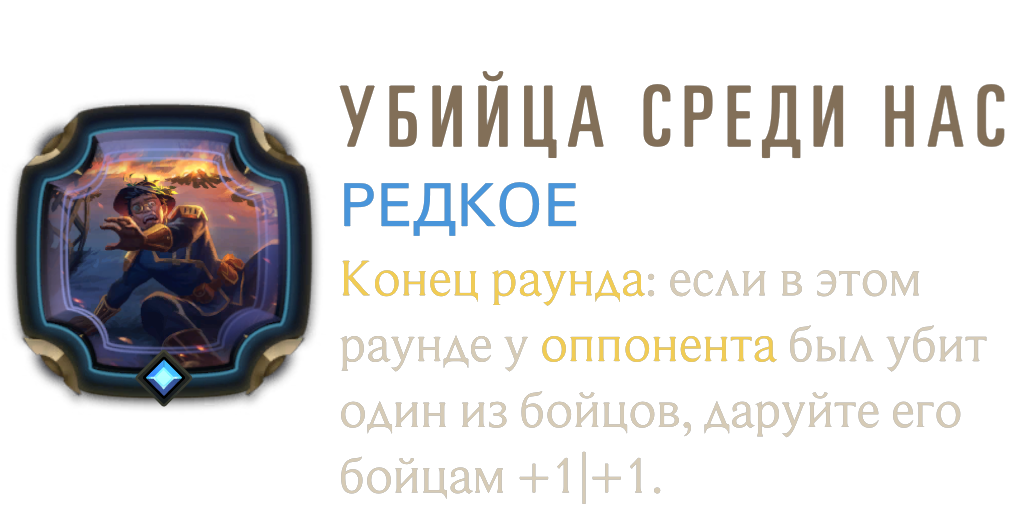 УБИЙЦА СРЕДИ НАС
РЕДКОЕ
Конец раунда: если в этом
раунде у оппонента был убит
один из бойцов, даруйте его
бойцам +1|+1.